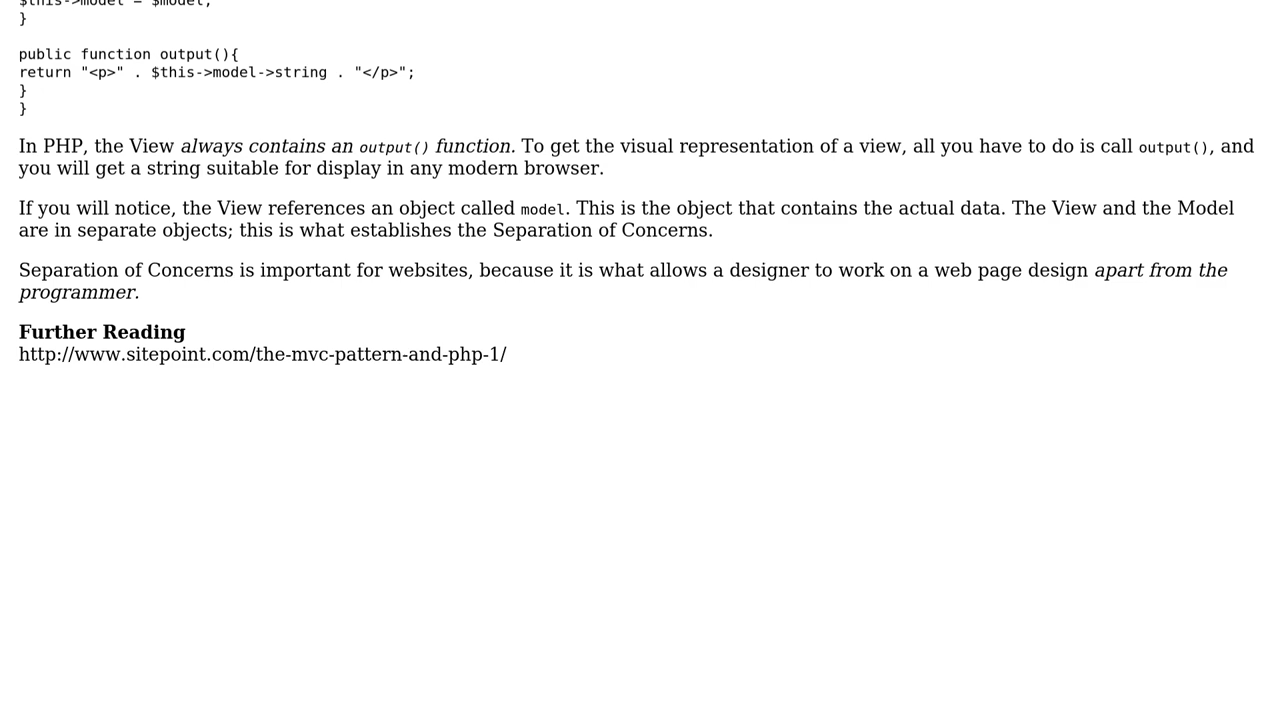 $this->model = $model;
}
public function output(){
return "<p>" . $this->model->string . "</p>";
}
}
In PHP, the View always contains an output() function. To get the visual representation of a view, all you have to do is call output(), and
you will get a string suitable for display in any modern browser.
If you will notice, the View references an object called model. This is the object that contains the actual data. The View and the Model
are in separate objects; this is what establishes the Separation of Concerns.
Separation of Concerns is important for websites, because it is what allows a designer to work on a web page design apart from the
programmer.
Further Reading
http://www.sitepoint.com/the-mvc-pattern-and-php-1/